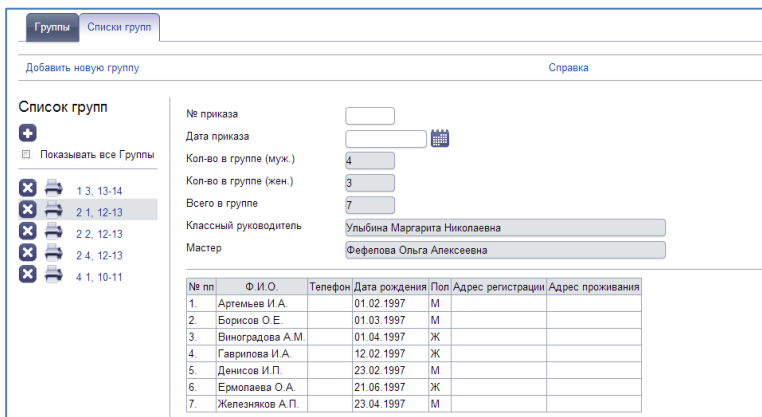 Группы Списки групп
Добавить новую группу Справка
Список групп
Показывать все Группы
1 3, 13-14
2 1, 12-13
2 2, 12-13
2 4, 12-13
4 1, 10-11
№ приказа
Дата приказа
Кол-во в группе (муж.) 4
Кол-во в группе (жен.) 3
Всего в группе 7
Классный руководитель Улыбина Маргарита Николаевна
Мастер Фефелова Ольга Алексеевна
№ пп Ф.И.О. Телефон Дата рождения Пол Адрес регистрации Адрес проживания
1. Артемьев И.А. 01.02.1997 М
2. Борисов О.Е. 01.03.1997 М
3. Виноградова А.М. 01.04.1997 Ж
4. Гаврилова И.А. 12.02.1997 Ж
5. Денисов И.П. 23.02.1997 М
6. Ермолаева О.А. 21.06.1997 Ж
7. Железняков А.П. 23.04.1997 М